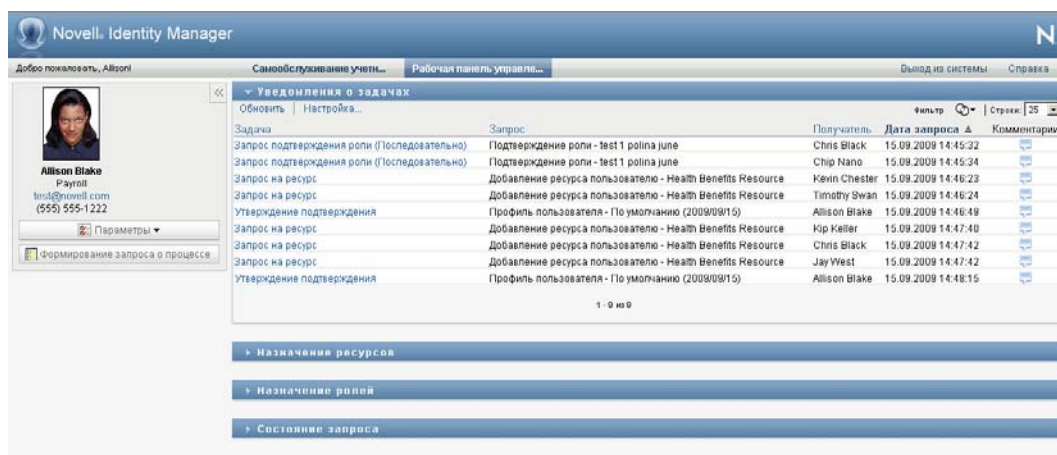 Novell® Identity Manager
N
Добро пожаловать, Allison!
Самообслуживание учетн...
Рабочая панель управле...
Выход из системы
Справка
Allison Blake
Payroll
test@novell.com
(555) 555-1222
Параметры
Формирование запроса о процессе
Уведомления о задачах
Обновить | Настройка...
Фильтр
Строки: 25
Задача Запрос Получатель Дата запроса Комментарии
Запрос подтверждения роли (Последовательно) Подтверждение роли - test 1 polina june Chris Black 15.09.2009 14:45:32
Запрос подтверждения роли (Последовательно) Подтверждение роли - test 1 polina june Chip Nano 15.09.2009 14:45:34
Запрос на ресурс Добавление ресурса пользователю - Health Benefits Resource Kevin Chester 15.09.2009 14:46:23
Запрос на ресурс Добавление ресурса пользователю - Health Benefits Resource Timothy Swan 15.09.2009 14:46:24
Утверждение подтверждения Профиль пользователя - По умолчанию (2009/09/15) Allison Blake 15.09.2009 14:46:49
Запрос на ресурс Добавление ресурса пользователю - Health Benefits Resource Kip Keller 15.09.2009 14:47:40
Запрос на ресурс Добавление ресурса пользователю - Health Benefits Resource Chris Black 15.09.2009 14:47:42
Запрос на ресурс Добавление ресурса пользователю - Health Benefits Resource Jay West 15.09.2009 14:47:42
Утверждение подтверждения Профиль пользователя - По умолчанию (2009/09/15) Allison Blake 15.09.2009 14:48:15
1 - 9 из 9
Назначение ресурсов
Назначение ролей
Состояние запроса